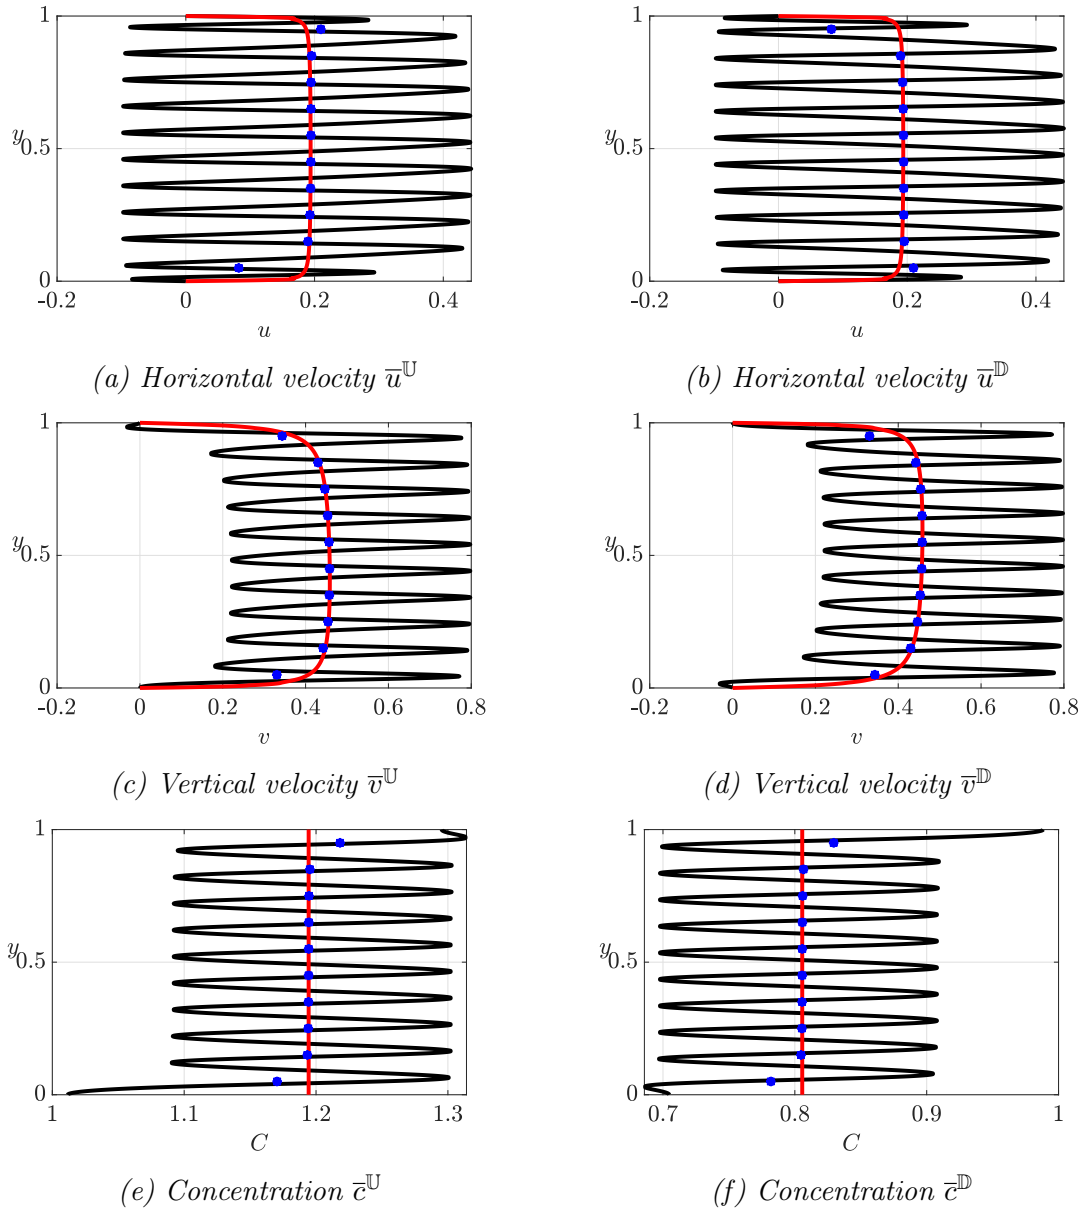 1
y
0.5
0
-0.2 0 0.2 0.4
u
(a) Horizontal velocity u̅^𝕌
1
y
0.5
0
-0.2 0 0.2 0.4
u
(b) Horizontal velocity u̅^𝔻
1
y
0.5
0
-0.2 0 0.2 0.4 0.6 0.8
v
(c) Vertical velocity v̅^𝕌
1
y
0.5
0
-0.2 0 0.2 0.4 0.6 0.8
v
(d) Vertical velocity v̅^𝔻
1
y
0.5
0
1 1.1 1.2 1.3
C
(e) Concentration c̅^𝕌
1
y
0.5
0
0.7 0.8 0.9 1
C
(f) Concentration c̅^𝔻